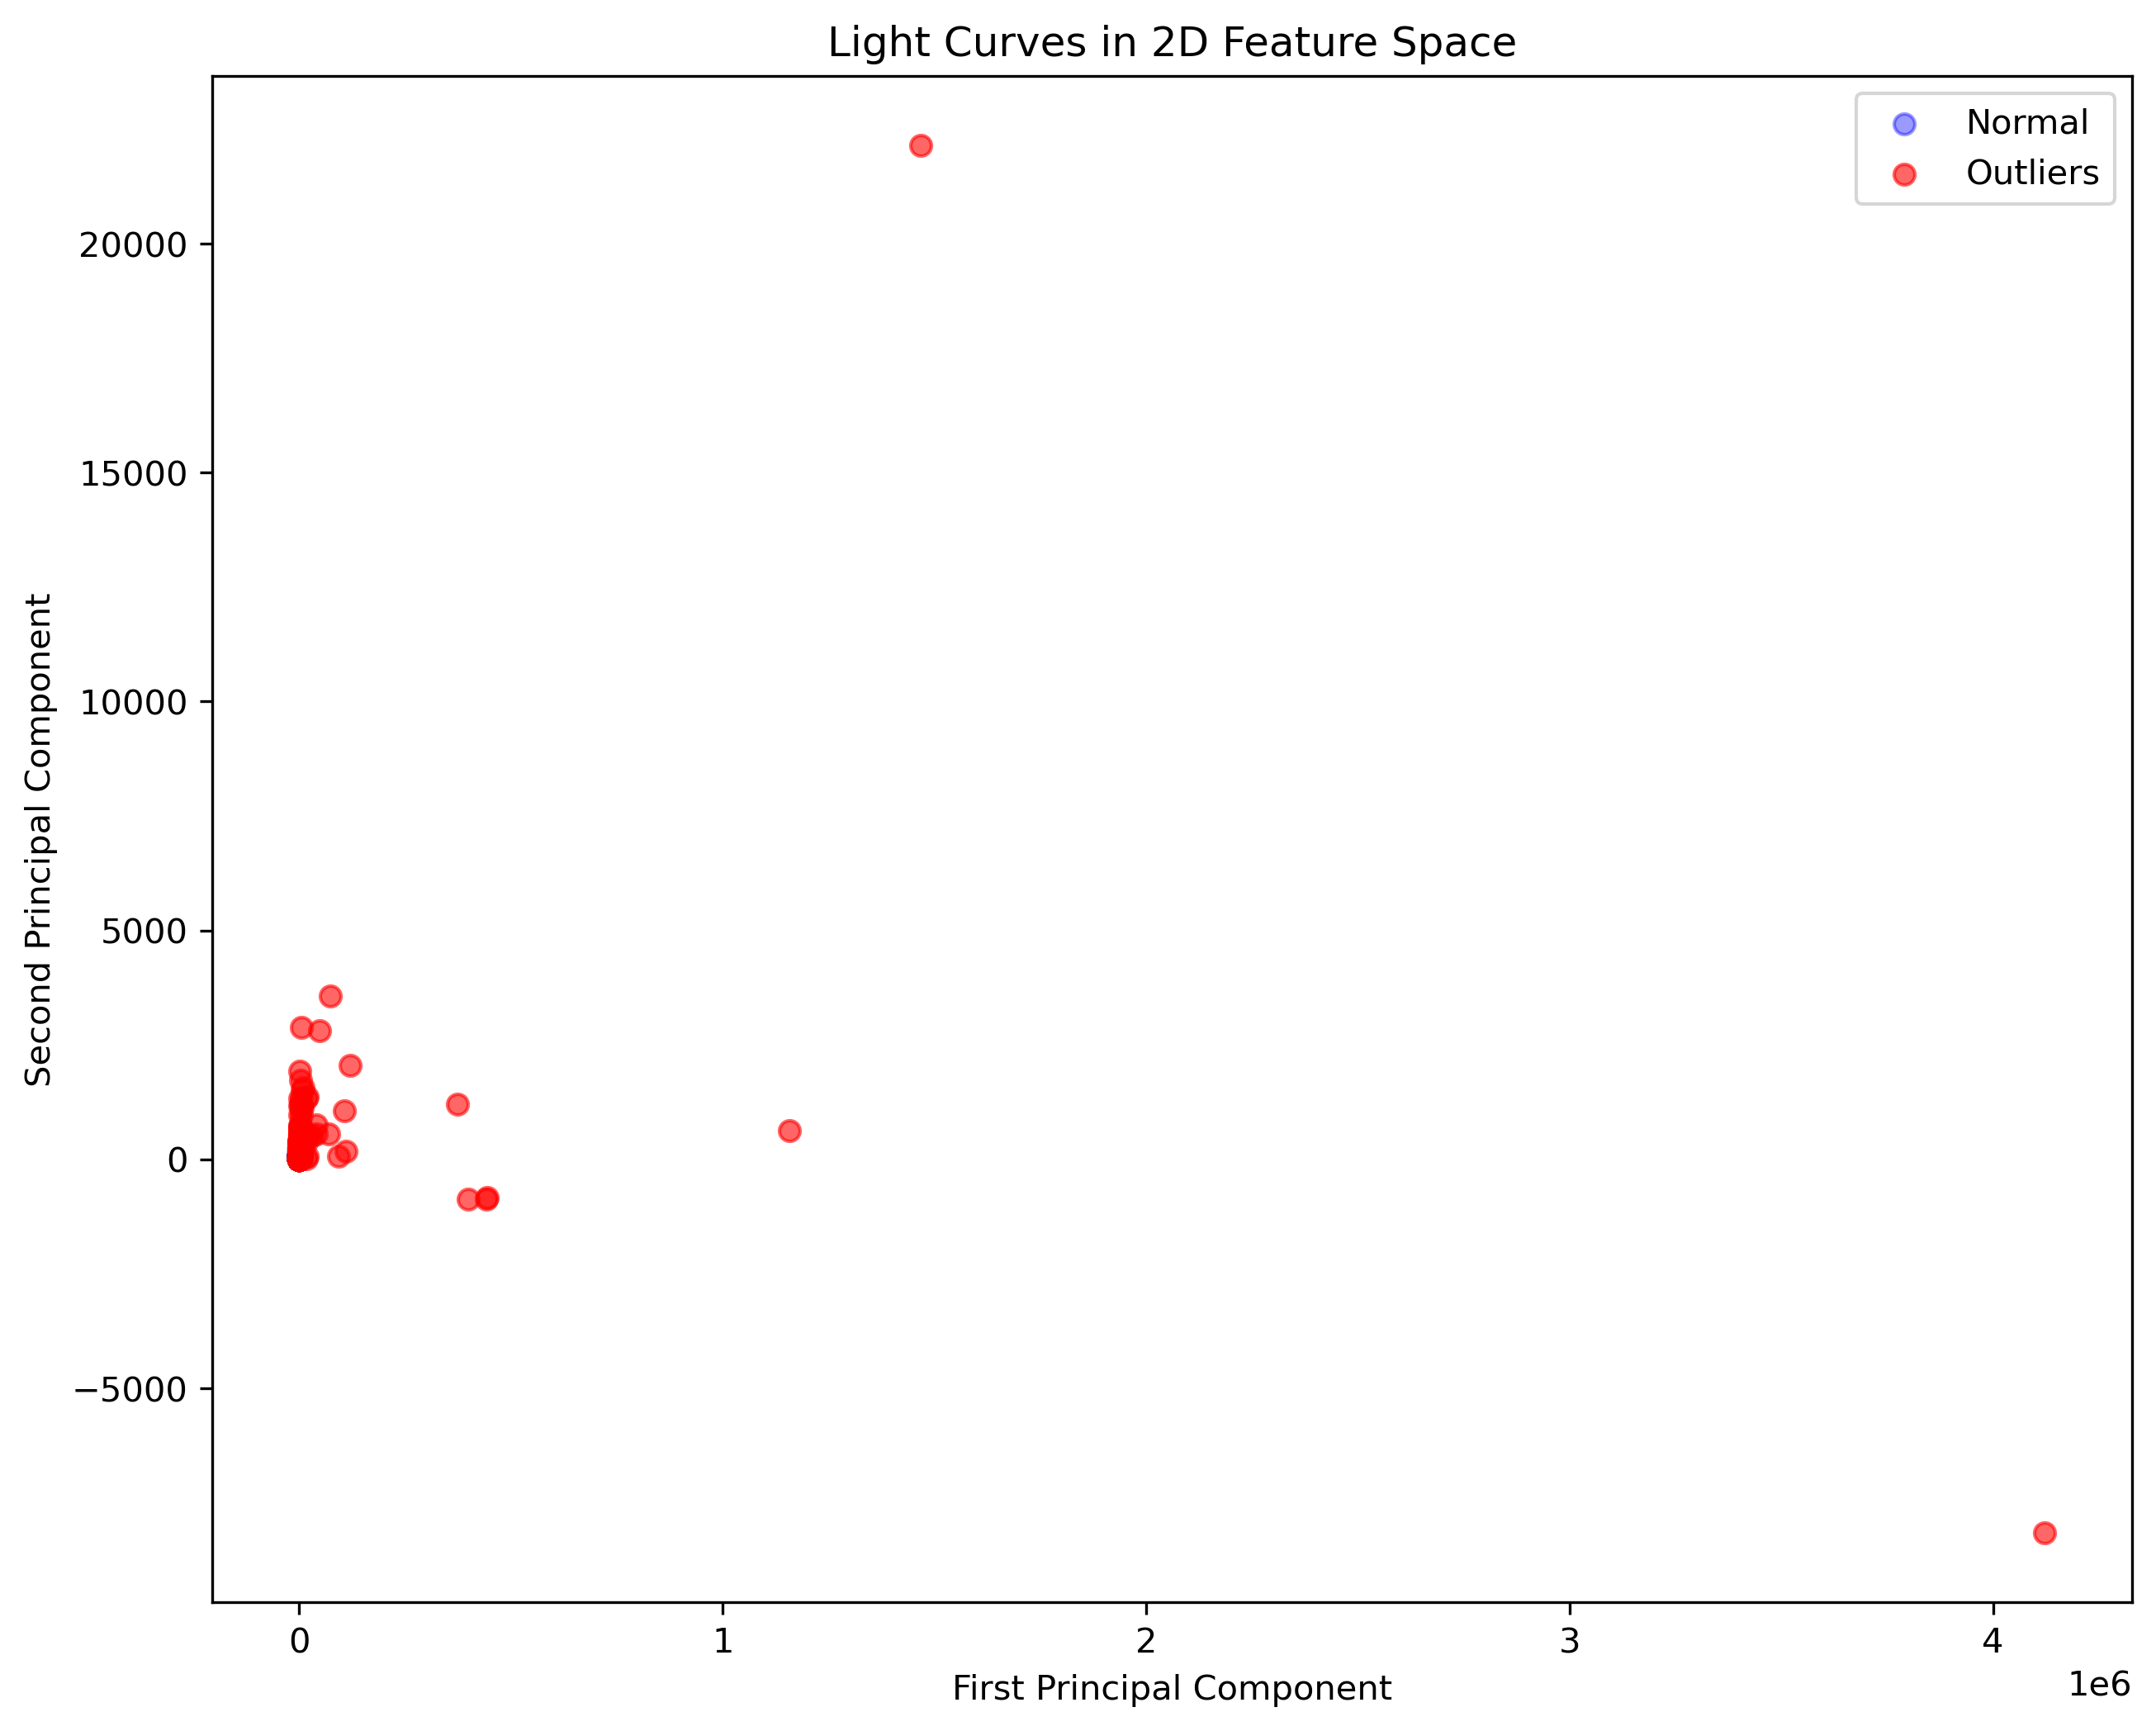 Light Curves in 2D Feature Space
Normal
Outliers
20000
15000
10000
5000
0
−5000
Second Principal Component
0 1 2 3 4
1e6
First Principal Component